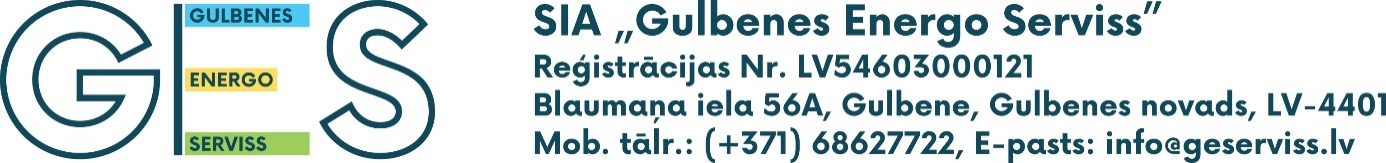 GES
GULBENES
ENERGO
SERVISS
SIA „Gulbenes Energo Serviss”
Reģistrācijas Nr. LV54603000121
Blaumaņa iela 56A, Gulbene, Gulbenes novads, LV-4401
Mob. tālr.: (+371) 68627722, E-pasts: info@geserviss.lv